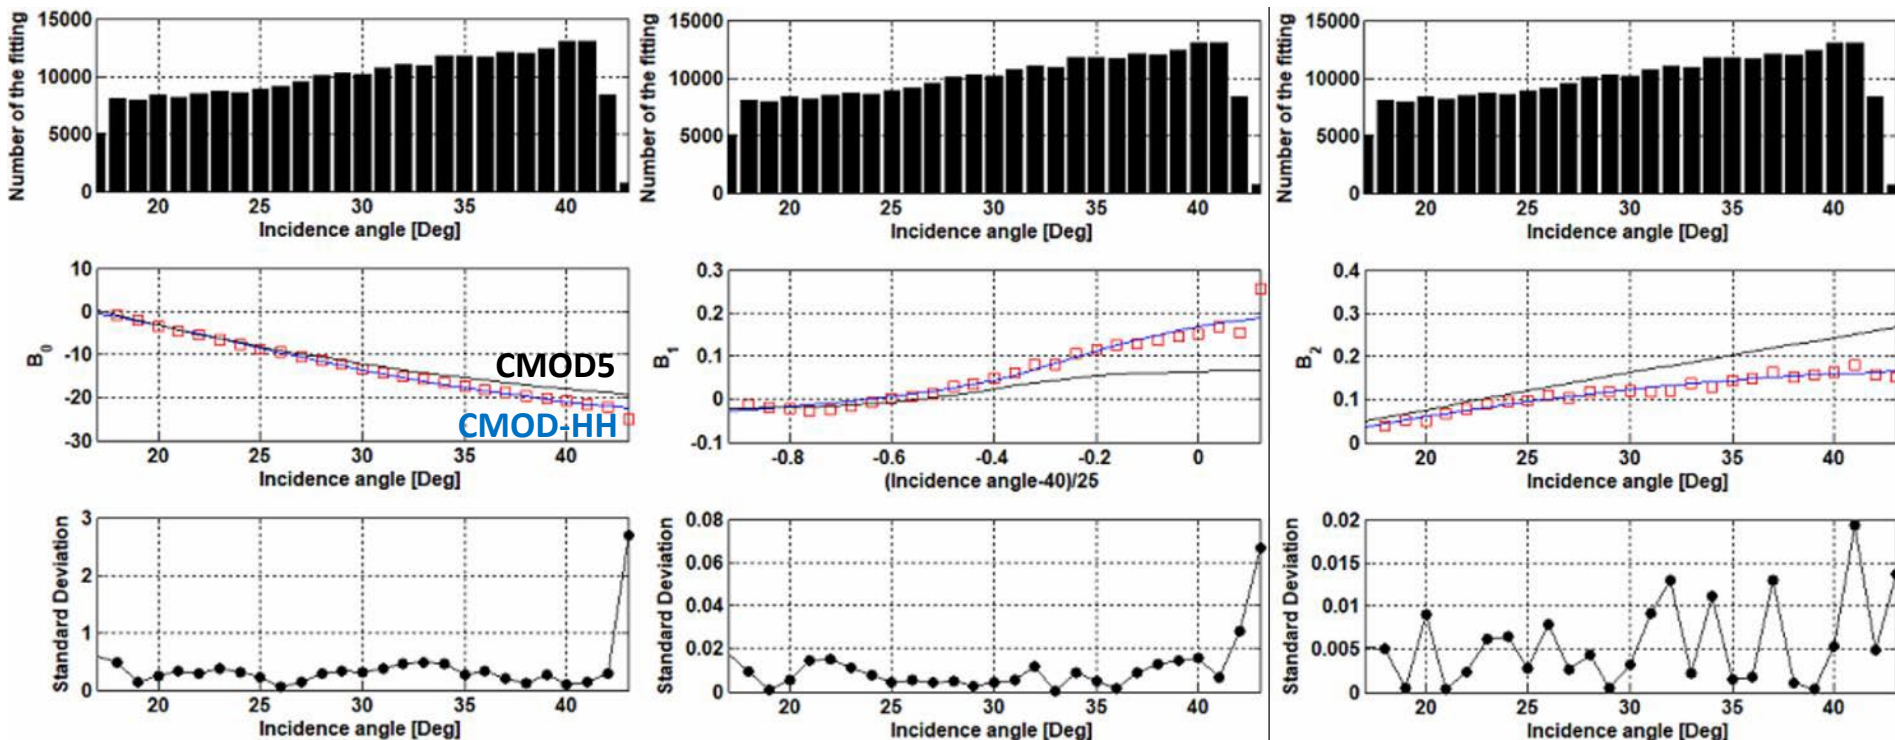 Number of the fitting
15000
10000
5000
0
20 25 30 35 40
Incidence angle [Deg]
Number of the fitting
15000
10000
5000
0
20 25 30 35 40
Incidence angle [Deg]
Number of the fitting
15000
10000
5000
0
20 25 30 35 40
Incidence angle [Deg]
B0
10
0
-10
-20
-30
CMOD5
CMOD-HH
20 25 30 35 40
Incidence angle [Deg]
B1
0.3
0.2
0.1
0
-0.1
-0.8 -0.6 -0.4 -0.2 0
(Incidence angle-40)/25
B2
0.4
0.3
0.2
0.1
0
20 25 30 35 40
Incidence angle [Deg]
Standard Deviation
3
2
1
0
20 25 30 35 40
Incidence angle [Deg]
Standard Deviation
0.08
0.06
0.04
0.02
0
20 25 30 35 40
Incidence angle [Deg]
Standard Deviation
0.02
0.015
0.01
0.005
0
20 25 30 35 40
Incidence angle [Deg]